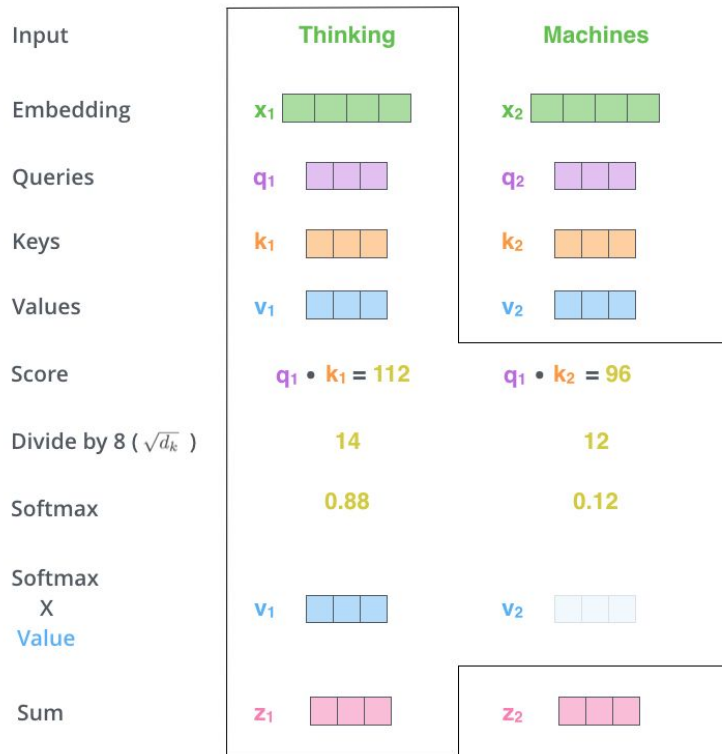 Input Thinking Machines
Embedding x₁ x₂
Queries q₁ q₂
Keys k₁ k₂
Values v₁ v₂
Score q₁ • k₁ = 112 q₁ • k₂ = 96
Divide by 8 ( √dₖ ) 14 12
Softmax 0.88 0.12
Softmax
X
Value v₁ v₂
Sum z₁ z₂